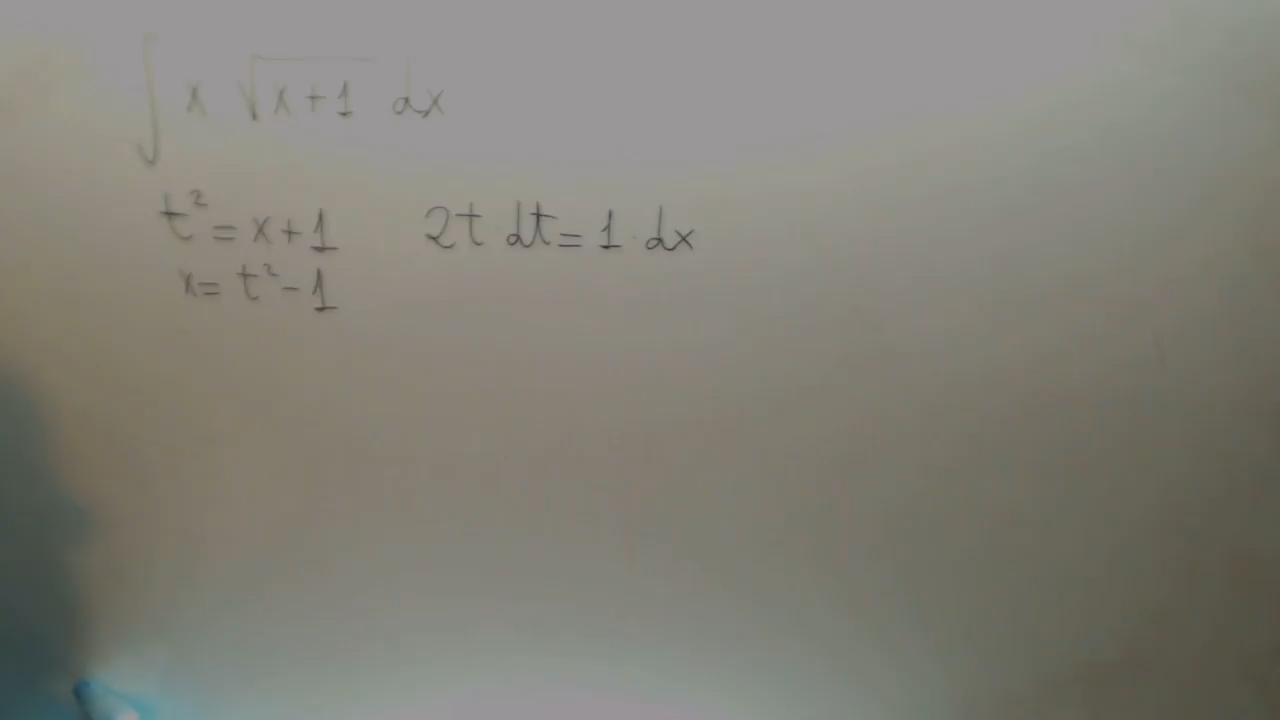 ∫ x √(x+1) dx
t² = x+1 2t dt = 1 · dx
x = t² - 1